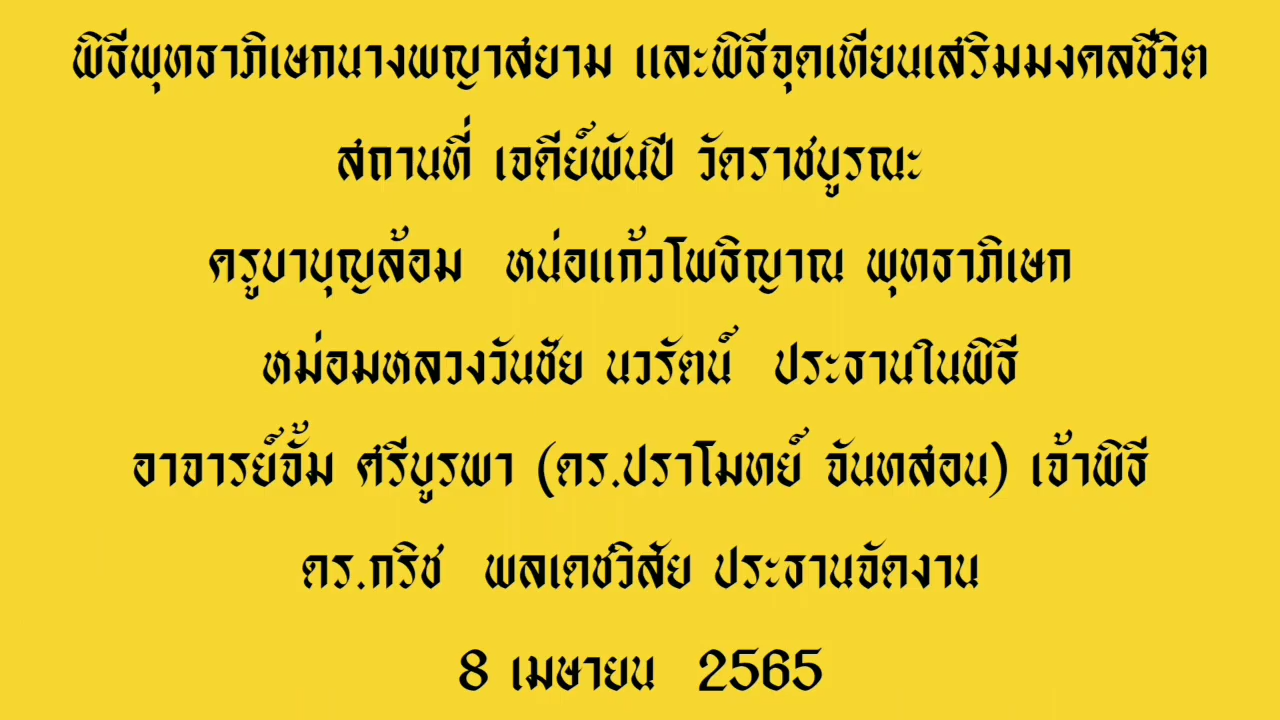 พิธีพุทธาภิเษกนางพญาสยาม และพิธีจุดเทียนเสริมมงคลชีวิต
สถานที่ เจดีย์พันปี วัดราชบูรณะ
ครูบาบุญล้อม หน่อแก้วโพธิญาณ พุทธาภิเษก
หม่อมหลวงวันชัย นวรัตน์ ประธานในพิธี
อาจารย์จั้ม ศรีบูรพา (ดร.ปราโมทย์ จันทสอน) เจ้าพิธี
ดร.กริช พลเดชวิสัย ประธานจัดงาน
8 เมษายน 2565